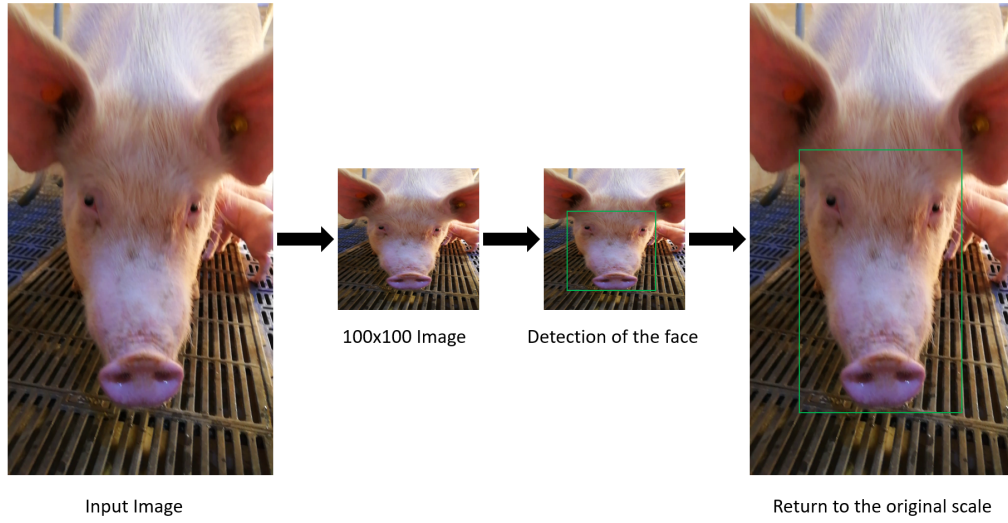 100x100 Image
Detection of the face
Input Image
Return to the original scale